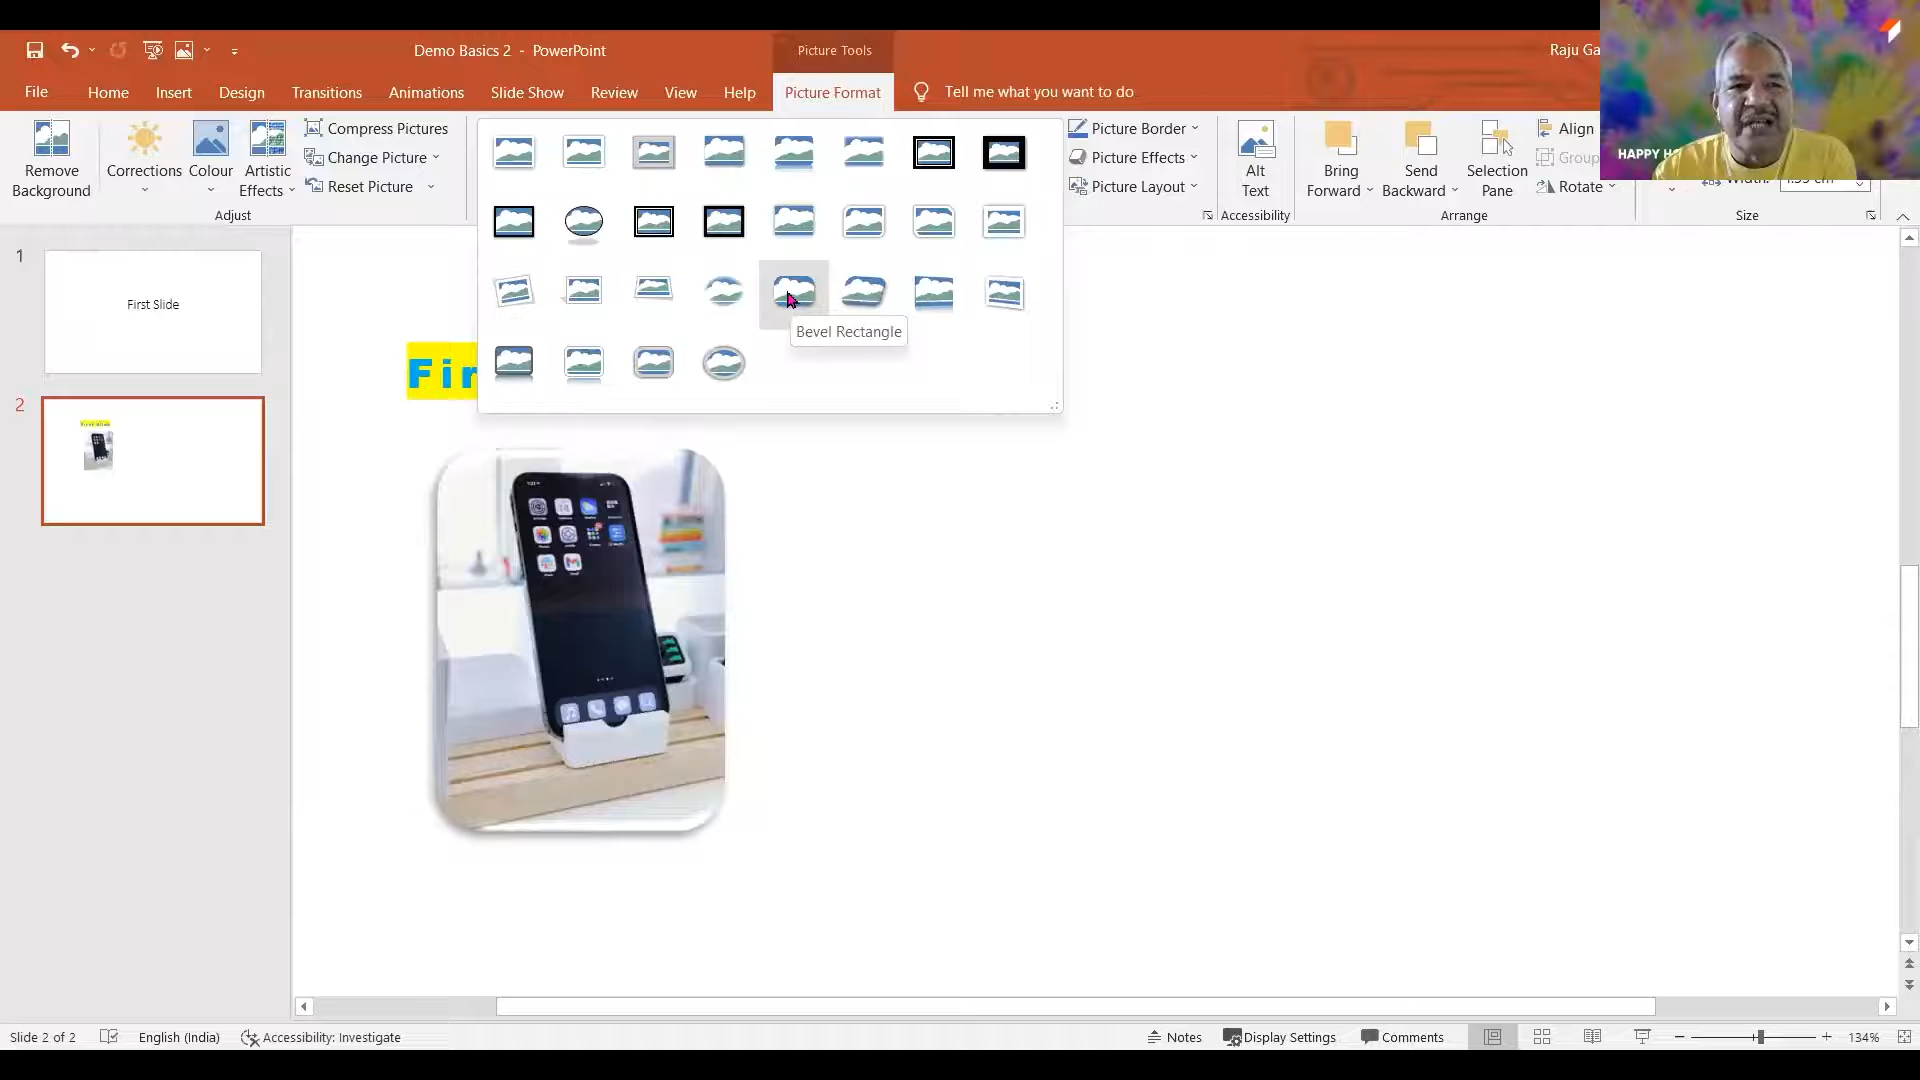 Demo Basics 2 - PowerPoint
Picture Tools
Raju Ga
File
Home
Insert
Design
Transitions
Animations
Slide Show
Review
View
Help
Picture Format
Tell me what you want to do
Remove Background
Corrections
Colour
Artistic Effects
Compress Pictures
Change Picture
Reset Picture
Adjust
Picture Border
Picture Effects
Picture Layout
Alt Text
Accessibility
Bring Forward
Send Backward
Selection Pane
Align
Group
Rotate
Arrange
Size
HAPPY H
1
First Slide
2
Bevel Rectangle
Fir
Slide 2 of 2
English (India)
Accessibility: Investigate
Notes
Display Settings
Comments
134%